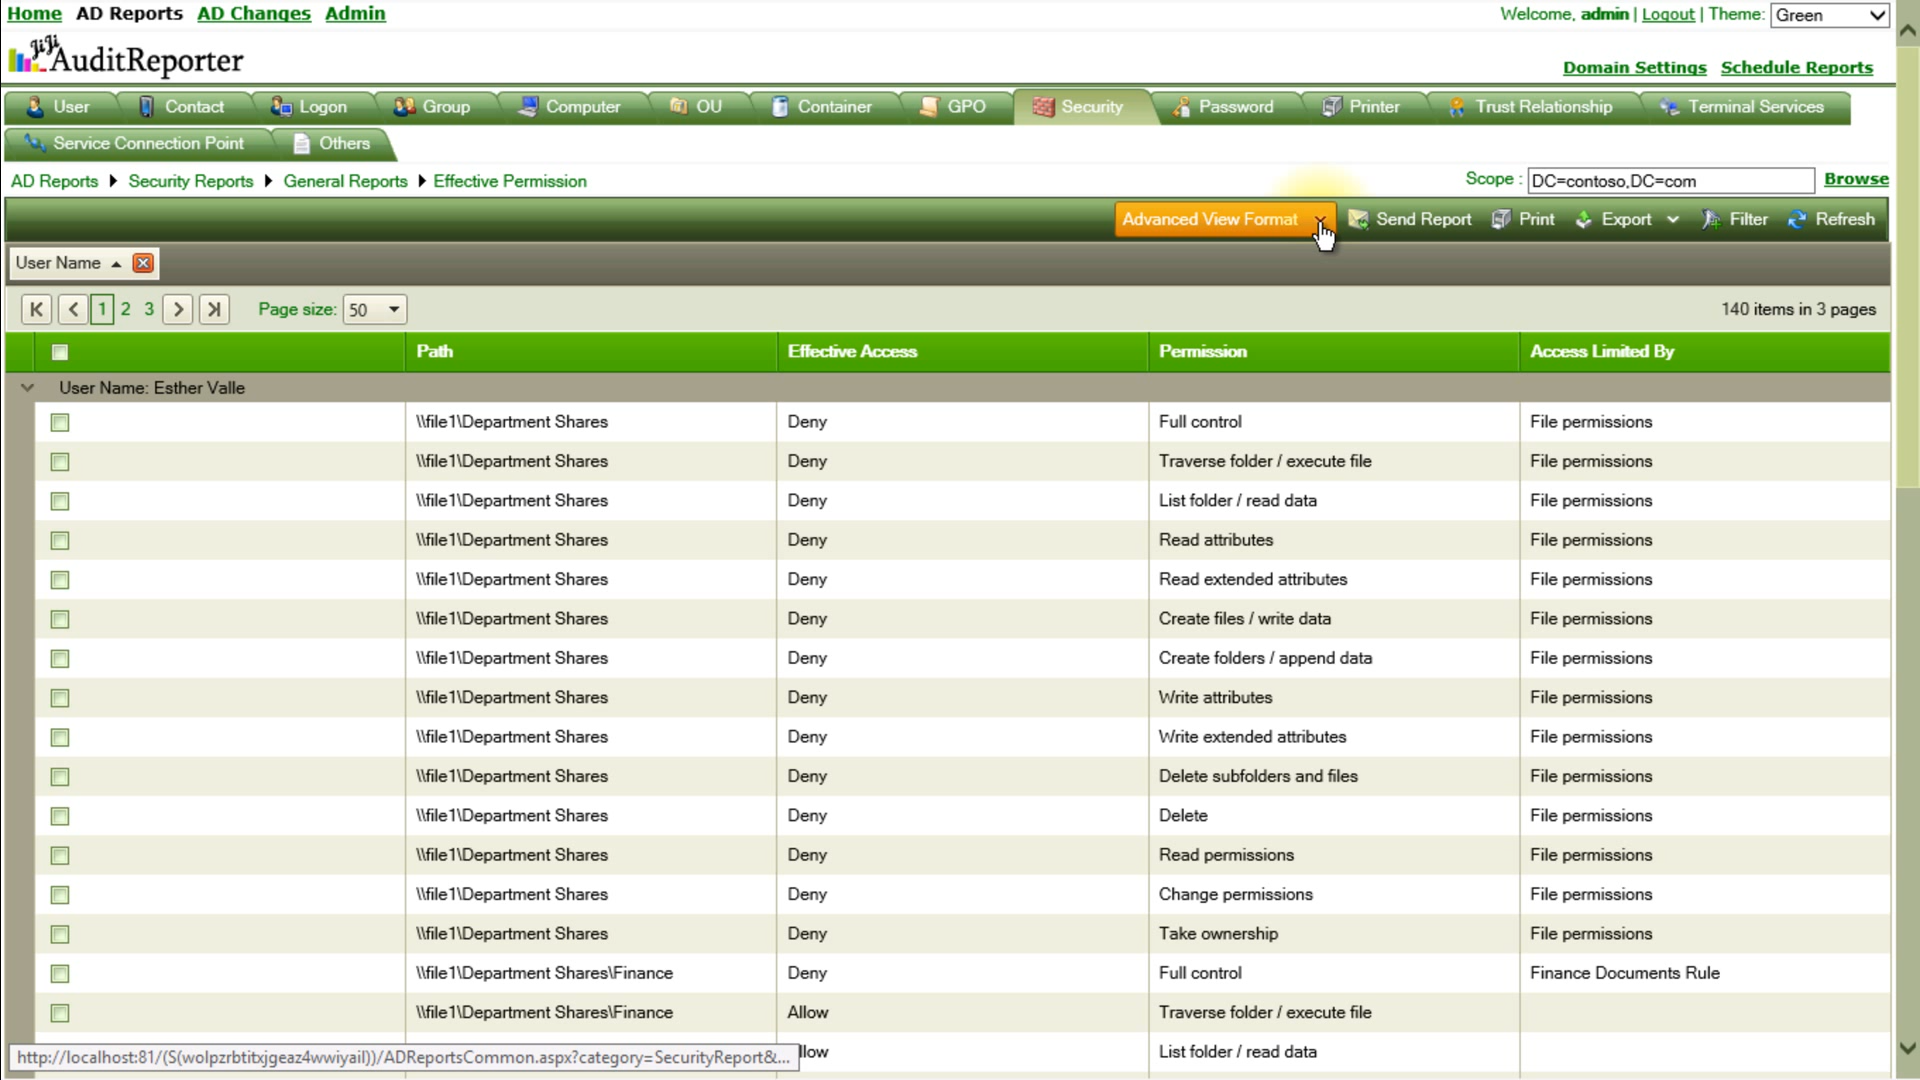 Home AD Reports AD Changes Admin
Welcome, admin | Logout | Theme: Green
JiJi AuditReporter
Domain Settings Schedule Reports
User Contact Logon Group Computer OU Container GPO Security Password Printer Trust Relationship Terminal Services
Service Connection Point Others
AD Reports Security Reports General Reports Effective Permission
Scope : DC=contoso,DC=com Browse
Advanced View Format Send Report Print Export Filter Refresh
User Name
1 2 3 Page size: 50 140 items in 3 pages
Path Effective Access Permission Access Limited By
User Name: Esther Valle
\\file1\Department Shares Deny Full control File permissions
\\file1\Department Shares Deny Traverse folder / execute file File permissions
\\file1\Department Shares Deny List folder / read data File permissions
\\file1\Department Shares Deny Read attributes File permissions
\\file1\Department Shares Deny Read extended attributes File permissions
\\file1\Department Shares Deny Create files / write data File permissions
\\file1\Department Shares Deny Create folders / append data File permissions
\\file1\Department Shares Deny Write attributes File permissions
\\file1\Department Shares Deny Write extended attributes File permissions
\\file1\Department Shares Deny Delete subfolders and files File permissions
\\file1\Department Shares Deny Delete File permissions
\\file1\Department Shares Deny Read permissions File permissions
\\file1\Department Shares Deny Change permissions File permissions
\\file1\Department Shares Deny Take ownership File permissions
\\file1\Department Shares\Finance Deny Full control Finance Documents Rule
\\file1\Department Shares\Finance Allow Traverse folder / execute file
http://localhost:81/(S(wolpzrbtitxjgeaz4wwiyail))/ADReportsCommon.aspx?category=SecurityReport&... llow List folder / read data